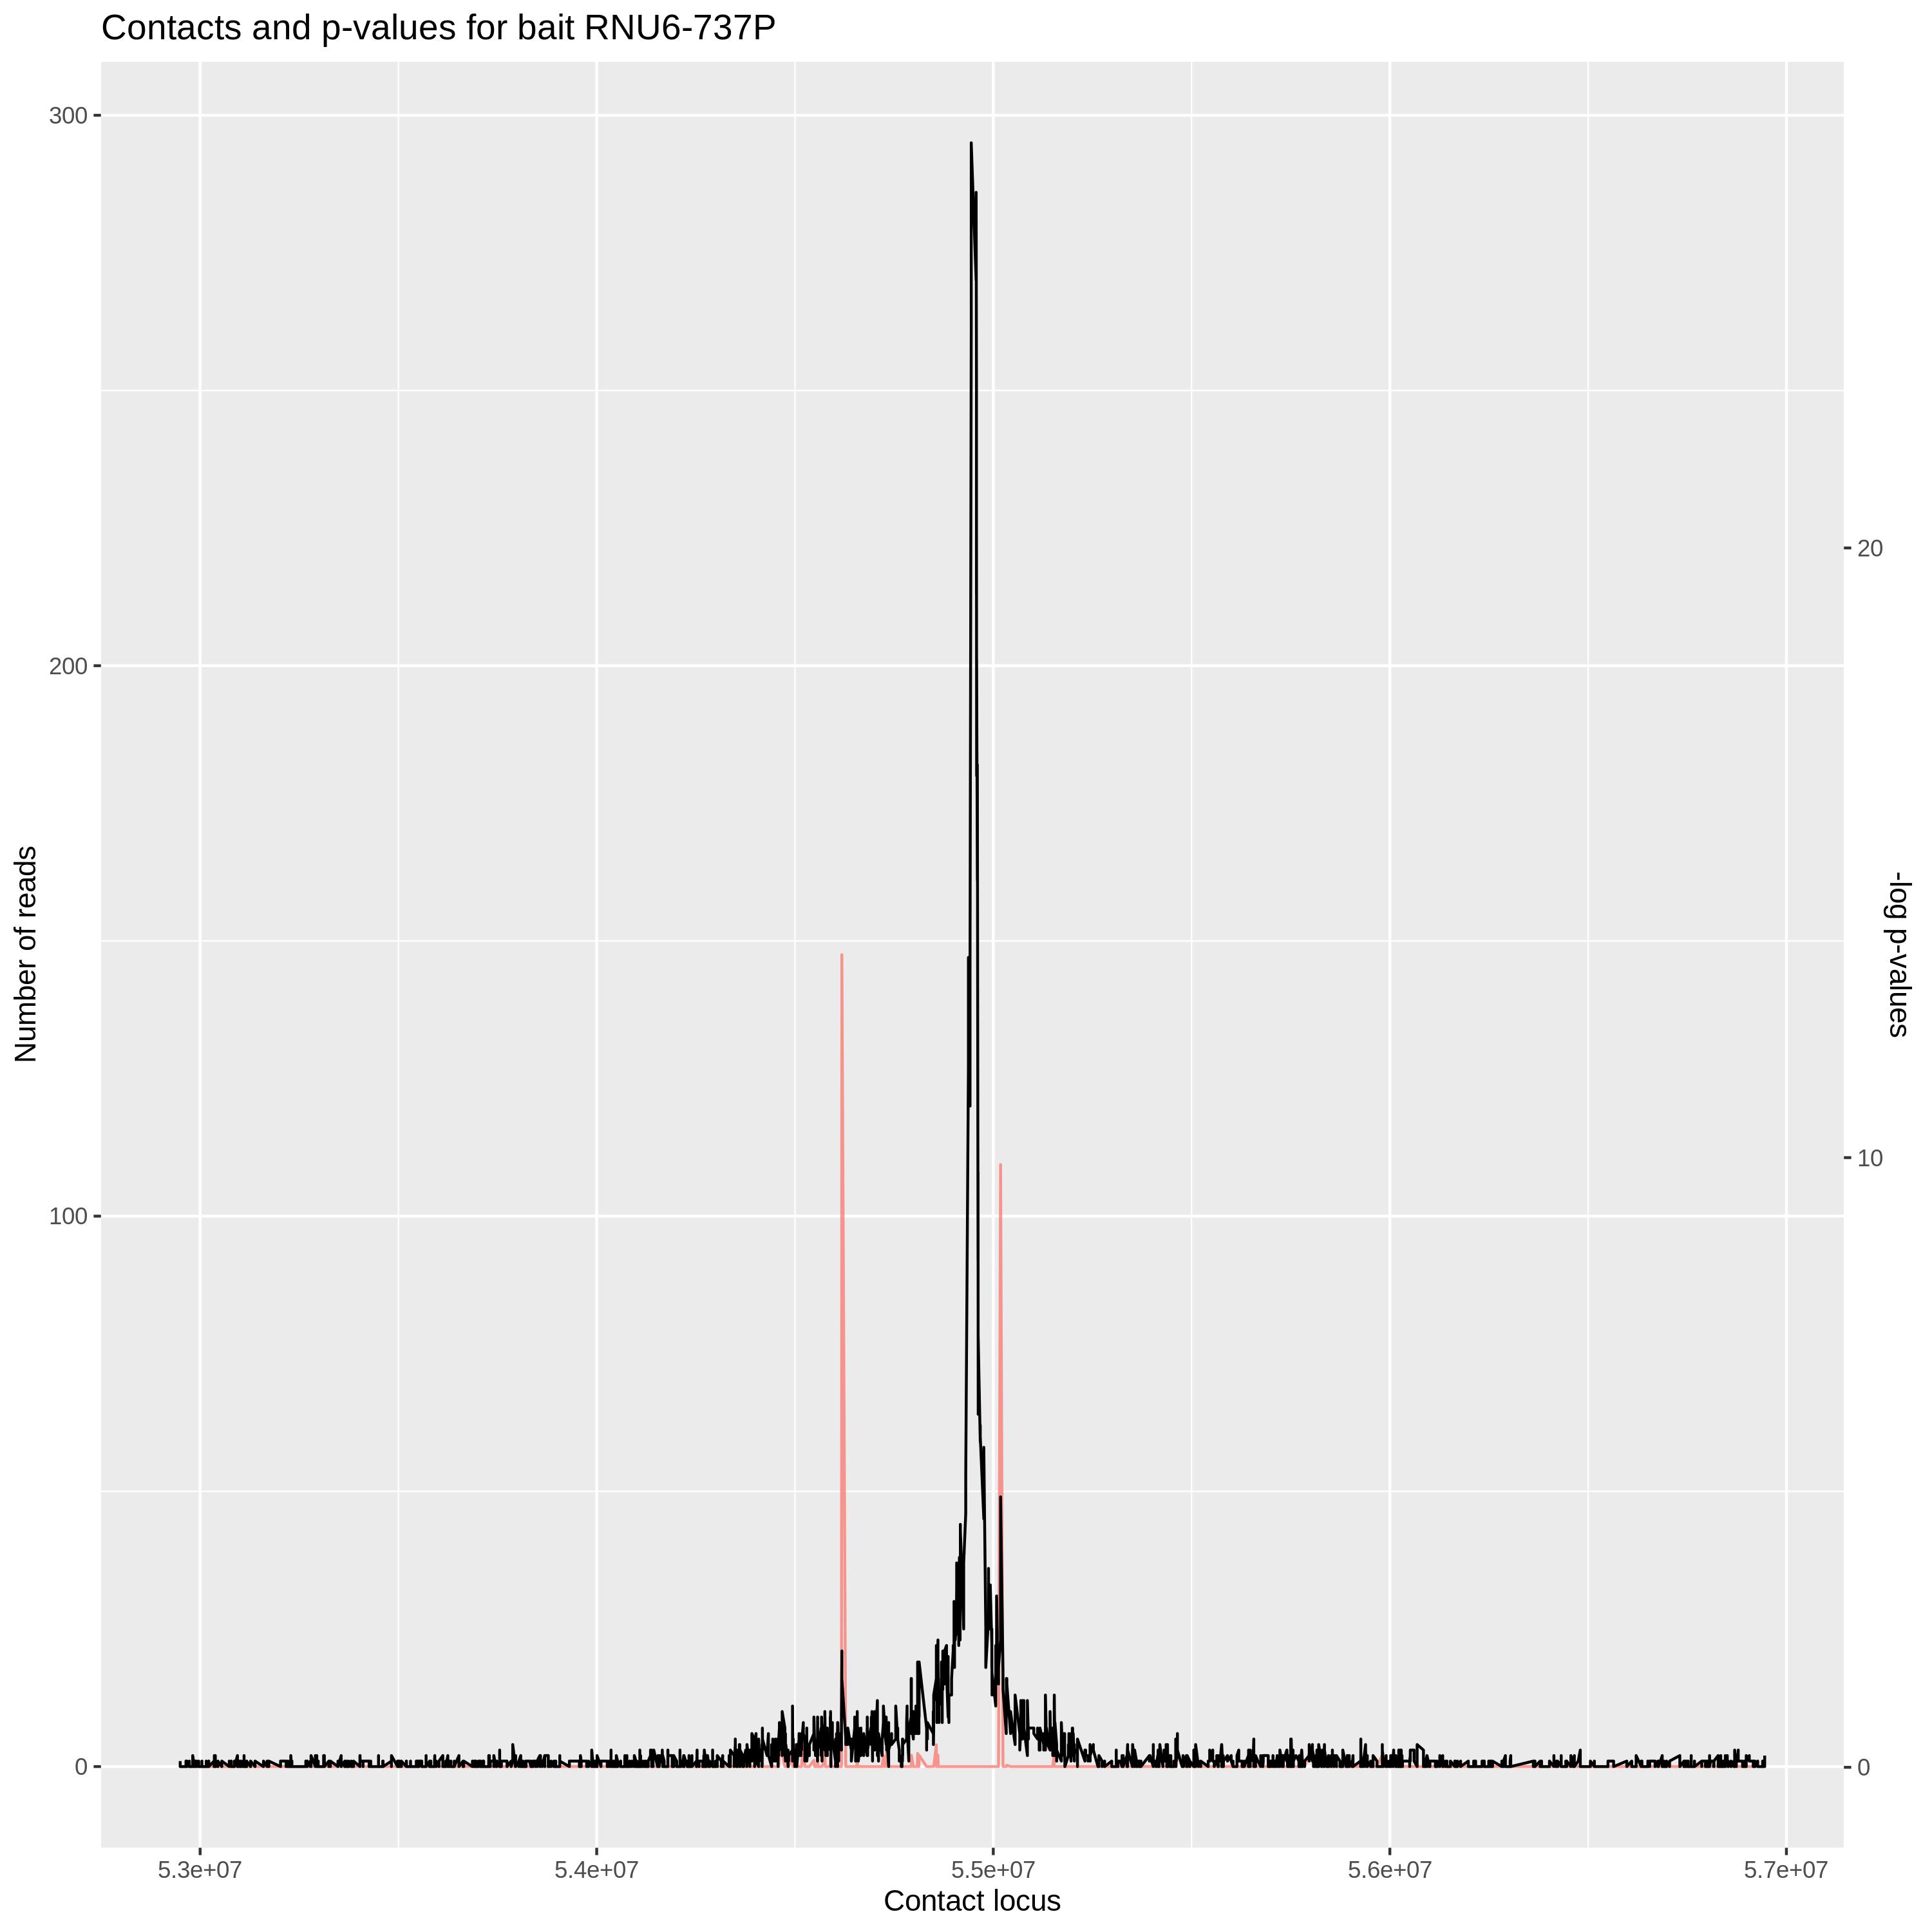 Contacts and p-values for bait RNU6-737P
300
200
100
0
Number of reads
20
10
0
-log p-values
5.3e+07
5.4e+07
5.5e+07
5.6e+07
5.7e+07
Contact locus